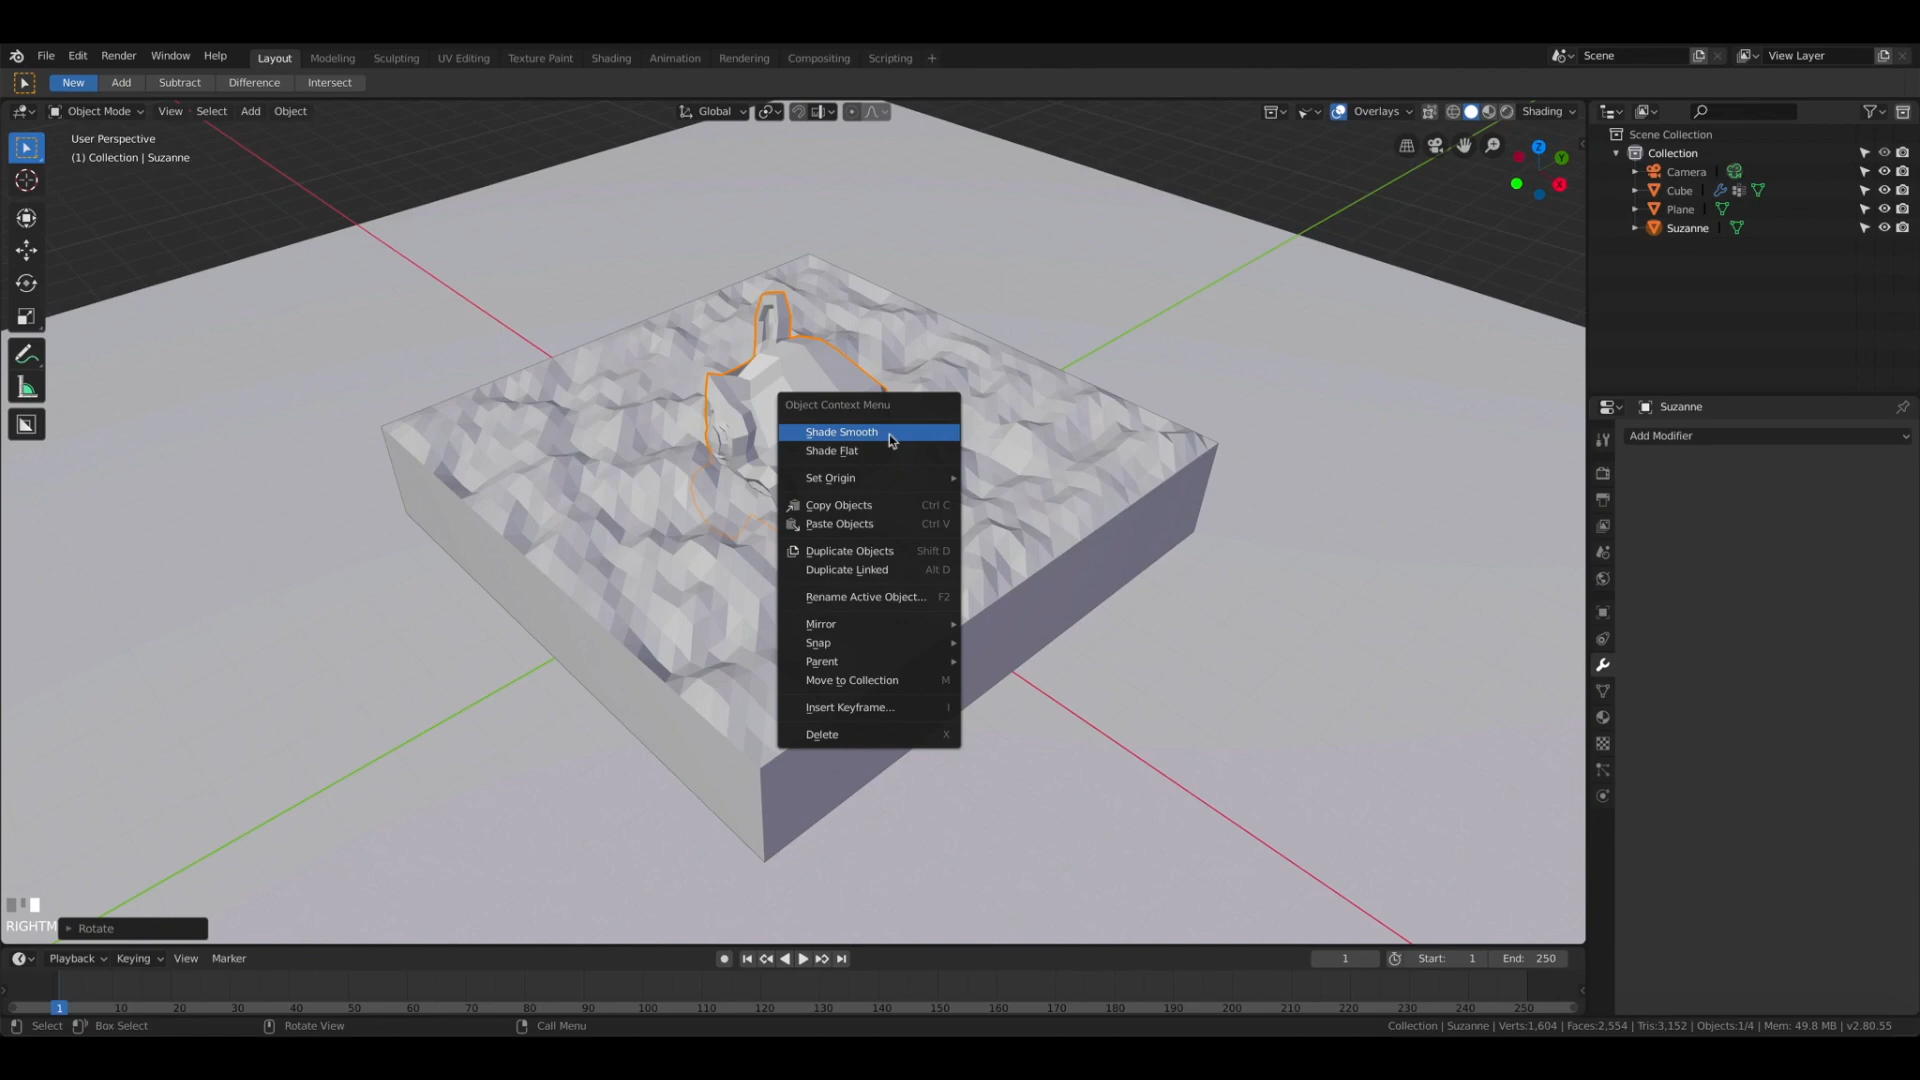 File Edit Render Window Help Layout Modeling Sculpting UV Editing Texture Paint Shading Animation Rendering Compositing Scripting + Scene View Layer
New Add Subtract Difference Intersect
Object Mode View Select Add Object Global Overlays Shading
User Perspective
(1) Collection | Suzanne
Z
Y
X
Scene Collection
Collection
Camera
Cube
Plane
Suzanne
Suzanne
Add Modifier
Object Context Menu
Shade Smooth
Shade Flat
Set Origin
Copy Objects Ctrl C
Paste Objects Ctrl V
Duplicate Objects Shift D
Duplicate Linked Alt D
Rename Active Object... F2
Mirror
Snap
Parent
Move to Collection M
Insert Keyframe... I
Delete X
RIGHTM
Rotate
Playback Keying View Marker 1 Start: 1 End: 250
1 10 20 30 40 50 60 70 80 90 100 110 120 130 140 150 160 170 180 190 200 210 220 230 240 250
Select Box Select Rotate View Call Menu Collection | Suzanne | Verts:1,604 | Faces:2,554 | Tris:3,152 | Objects:1/4 | Mem: 49.8 MB | v2.80.55